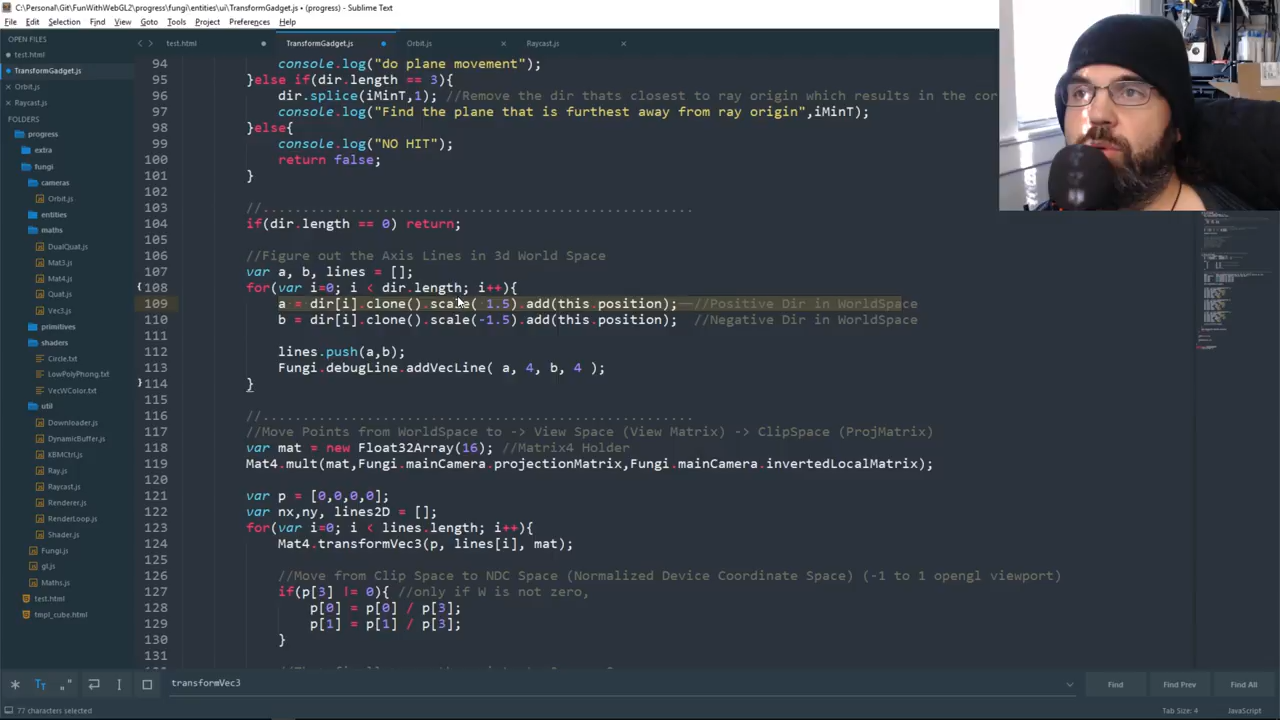 C:\Personal\Git\FunWithWebGL2\progress\fungi\entities\ui\TransformGadget.js • (progress) - Sublime Text
File Edit Selection Find View Goto Tools Project Preferences Help
OPEN FILES
test.html
TransformGadget.js
Orbit.js
Raycast.js
FOLDERS
progress
extra
fungi
cameras
Orbit.js
entities
maths
DualQuat.js
Mat3.js
Mat4.js
Quat.js
Vec3.js
primitives
shaders
Circle.txt
LowPolyPhong.txt
VecWColor.txt
util
Downloader.js
DynamicBuffer.js
KBMCtrl.js
Ray.js
Raycast.js
Renderer.js
RenderLoop.js
Shader.js
Fungi.js
gl.js
Maths.js
test.html
tmpl_cube.html
test.html TransformGadget.js Orbit.js Raycast.js
94 console.log("do plane movement");
95 }else if(dir.length == 3){
96 dir.splice(iMinT,1); //Remove the dir thats closest to ray origin which results in the cor
97 console.log("Find the plane that is furthest away from ray origin",iMinT);
98 }else{
99 console.log("NO HIT");
100 return false;
101 }
102
103 //......................................................
104 if(dir.length == 0) return;
105
106 //Figure out the Axis Lines in 3d World Space
107 var a, b, lines = [];
108 for(var i=0; i < dir.length; i++){
109 a = dir[i].clone().scale( 1.5).add(this.position); //Positive Dir in WorldSpace
110 b = dir[i].clone().scale(-1.5).add(this.position); //Negative Dir in WorldSpace
111
112 lines.push(a,b);
113 Fungi.debugLine.addVecLine( a, 4, b, 4 );
114 }
115
116 //......................................................
117 //Move Points from WorldSpace to -> View Space (View Matrix) -> ClipSpace (ProjMatrix)
118 var mat = new Float32Array(16); //Matrix4 Holder
119 Mat4.mult(mat,Fungi.mainCamera.projectionMatrix,Fungi.mainCamera.invertedLocalMatrix);
120
121 var p = [0,0,0,0];
122 var nx,ny, lines2D = [];
123 for(var i=0; i < lines.length; i++){
124 Mat4.transformVec3(p, lines[i], mat);
125
126 //Move from Clip Space to NDC Space (Normalized Device Coordinate Space) (-1 to 1 opengl viewport)
127 if(p[3] != 0){ //only if W is not zero,
128 p[0] = p[0] / p[3];
129 p[1] = p[1] / p[3];
130 }
131
transformVec3
Find Find Prev Find All
77 characters selected
Tab Size: 4 JavaScript